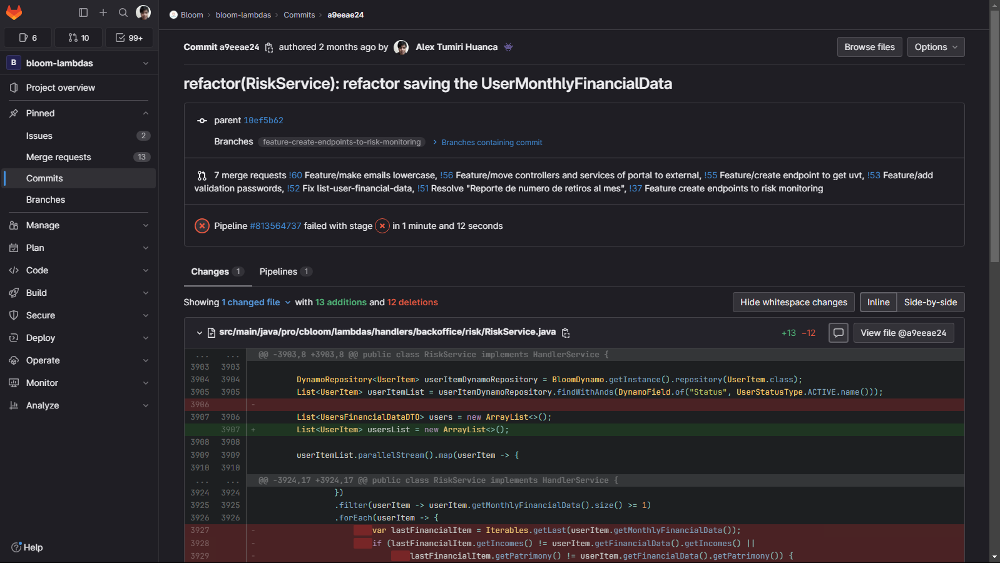 Bloom › bloom-lambdas › Commits › a9eeae24
6 10 99+
B bloom-lambdas
Project overview
Pinned
Issues 2
Merge requests 13
Commits
Branches
Manage
Plan
Code
Build
Secure
Deploy
Operate
Monitor
Analyze
Help
Commit a9eeae24 authored 2 months ago by Alex Tumiri Huanca
Browse files
Options
refactor(RiskService): refactor saving the UserMonthlyFinancialData
parent 10ef5b62
Branches feature-create-endpoints-to-risk-monitoring › Branches containing commit
7 merge requests !60 Feature/make emails lowercase, !56 Feature/move controllers and services of portal to external, !55 Feature/create endpoint to get uvt, !53 Feature/add
validation passwords, !52 Fix list-user-financial-data, !51 Resolve "Reporte de numero de retiros al mes", !37 Feature create endpoints to risk monitoring
Pipeline #813564737 failed with stage in 1 minute and 12 seconds
Changes 1 Pipelines 1
Showing 1 changed file with 13 additions and 12 deletions
Hide whitespace changes
Inline Side-by-side
src/main/java/pro/cbloom/lambdas/handlers/backoffice/risk/RiskService.java
+13 −12
View file @a9eeae24
... ... @@ -3903,8 +3903,8 @@ public class RiskService implements HandlerService {
3903 3903
3904 3904 DynamoRepository<UserItem> userItemDynamoRepository = BloomDynamo.getInstance().repository(UserItem.class);
3905 3905 List<UserItem> userItemList = userItemDynamoRepository.findWithAnds(DynamoField.of("Status", UserStatusType.ACTIVE.name()));
3906 -
3907 3906 List<UsersFinancialDataDTO> users = new ArrayList<>();
3907 + List<UserItem> usersList = new ArrayList<>();
3908 3908
3909 3909 userItemList.parallelStream().map(userItem -> {
3910 3910
... ... @@ -3924,17 +3924,17 @@ public class RiskService implements HandlerService {
3924 3924 })
3925 3925 .filter(userItem -> userItem.getMonthlyFinancialData().size() >= 1)
3926 3926 .forEach(userItem -> {
3927 - var lastFinancialItem = Iterables.getLast(userItem.getMonthlyFinancialData());
3928 - if (lastFinancialItem.getIncomes() != userItem.getFinancialData().getIncomes() ||
3929 - lastFinancialItem.getPatrimony() != userItem.getFinancialData().getPatrimony()) {